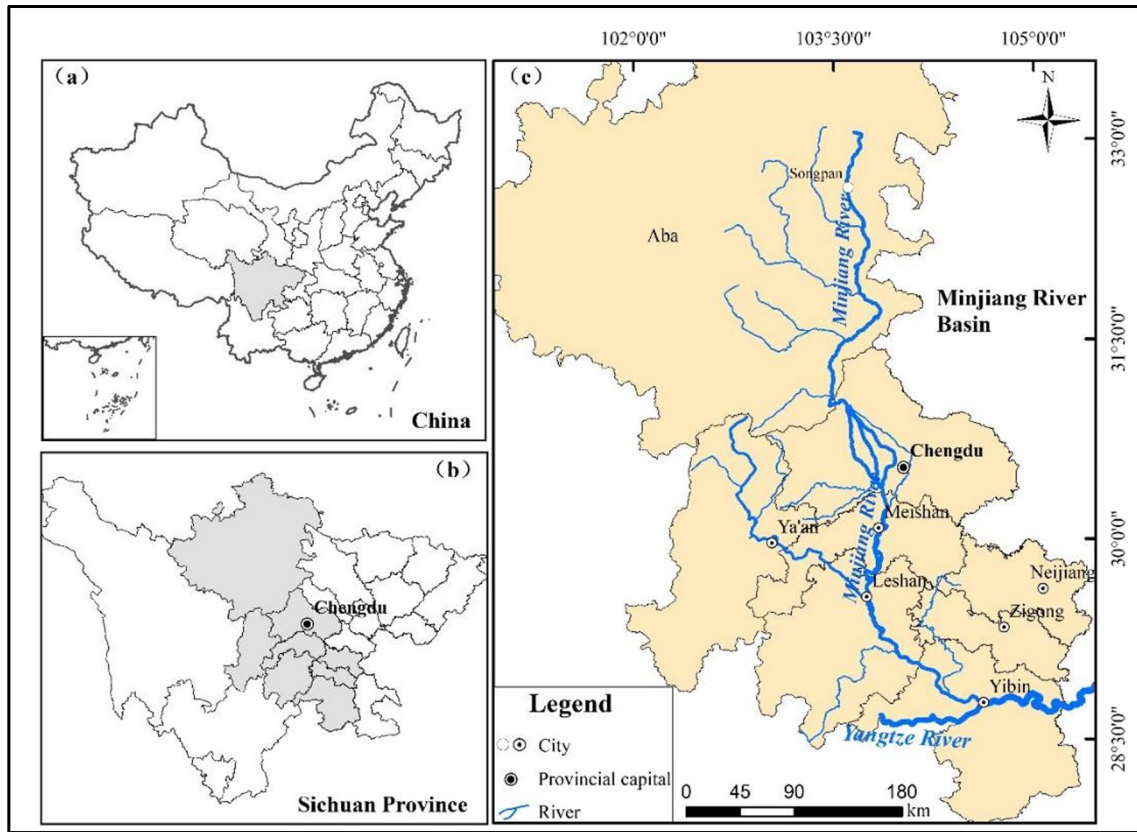 (a)
China
(b)
Chengdu
Sichuan Province
102°0'0"
103°30'0"
105°0'0"
(c)
N
33°0'0"
Songpan
Aba
Minjiang River
Minjiang River
Basin
31°30'0"
Chengdu
Minjiang River
Meishan
Ya'an
30°0'0"
Leshan
Neijiang
Zigong
Yibin
Yangtze River
28°30'0"
Legend
City
Provincial capital
River
0 45 90 180
km